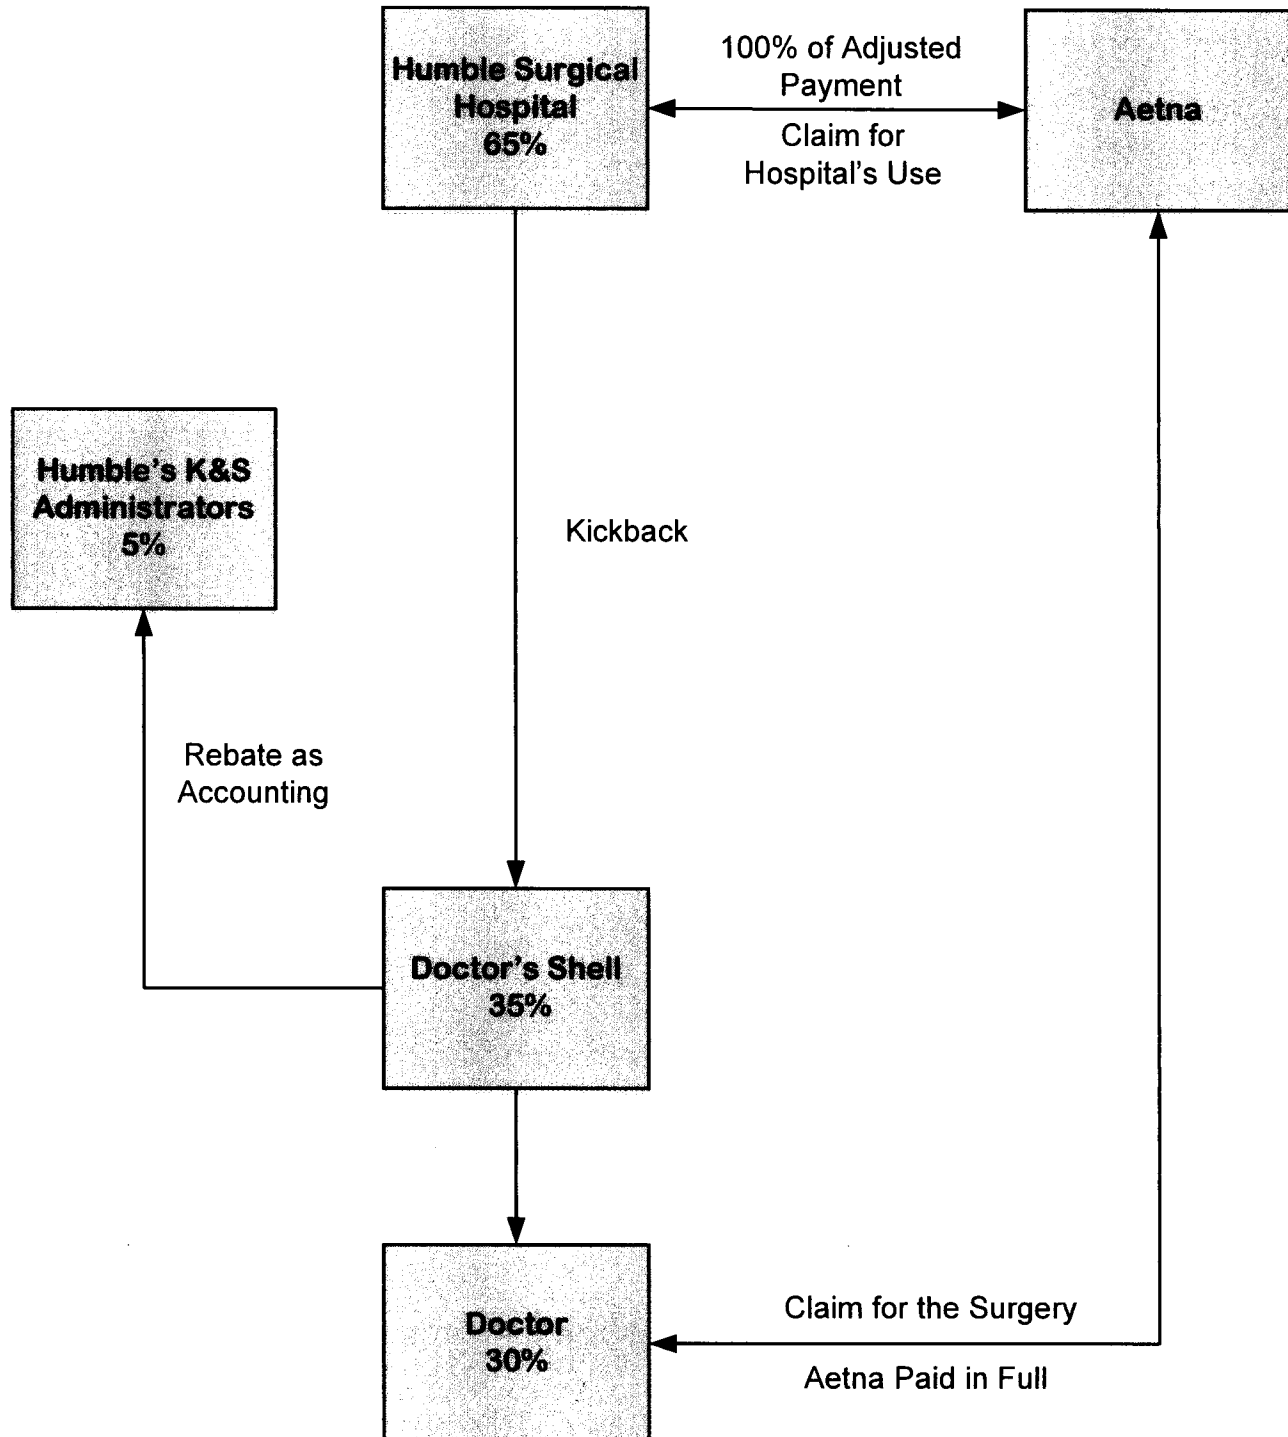 Humble Surgical
Hospital
65%
100% of Adjusted
Payment
Claim for
Hospital's Use
Aetna
Humble's K&S
Administrators
5%
Kickback
Rebate as
Accounting
Doctor's Shell
35%
Doctor
30%
Claim for the Surgery
Aetna Paid in Full